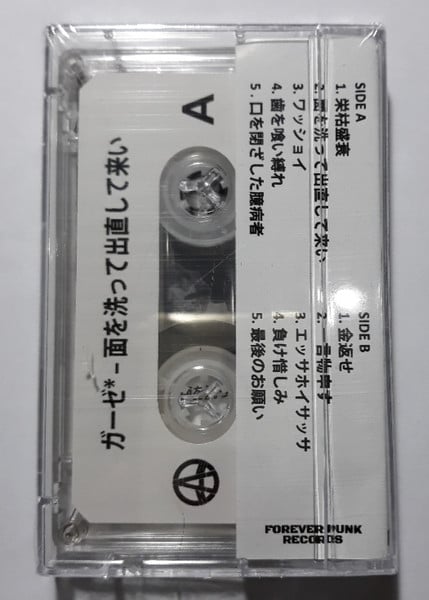 ガーゼ* – 面を洗って出直して来い
A
SIDE A
1. 栄枯盛衰
2. 面を洗って出直して来い
3. ワッショイ
4. 歯を喰い縛れ
5. 口を閉ざした臆病者
SIDE B
1. 金返せ
2. 一言物申す
3. エッサホイサッサ
4. 負け惜しみ
5. 最後のお願い
FOREVER PUNK
RECORDS